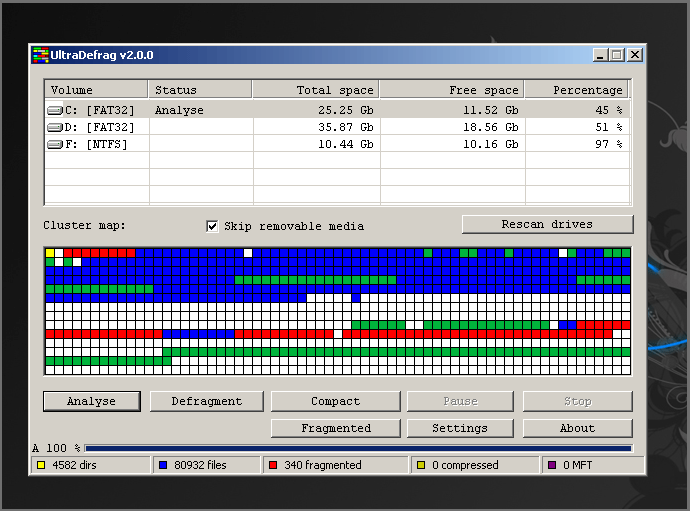 UltraDefrag v2.0.0
Volume Status Total space Free space Percentage
C: [FAT32] Analyse 25.25 Gb 11.52 Gb 45 %
D: [FAT32] 35.87 Gb 18.56 Gb 51 %
F: [NTFS] 10.44 Gb 10.16 Gb 97 %
Cluster map: Skip removable media Rescan drives
Analyse Defragment Compact Pause Stop
Fragmented Settings About
A 100 %
4582 dirs 80932 files 340 fragmented 0 compressed 0 MFT